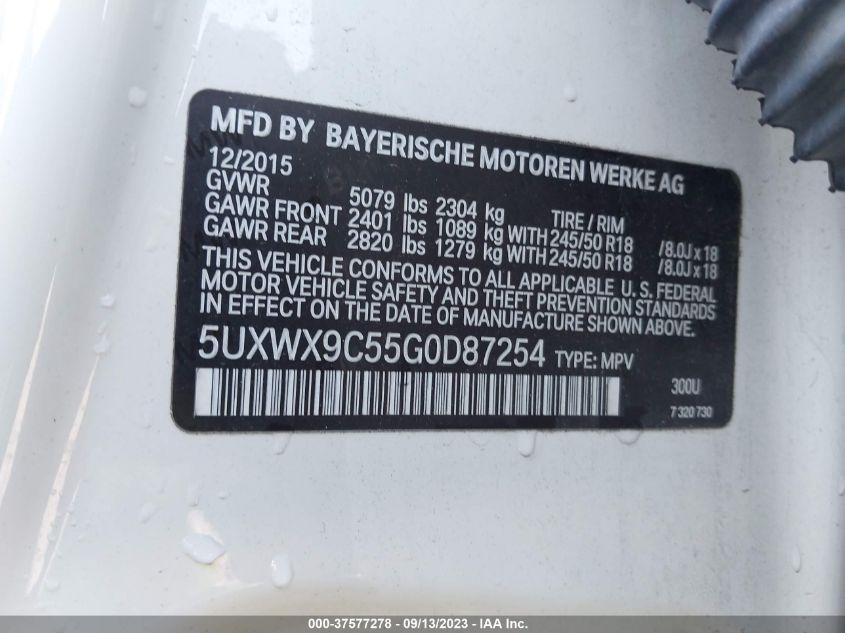 MFD BY BAYERISCHE MOTOREN WERKE AG
12/2015
GVWR 5079 lbs 2304 kg TIRE / RIM
GAWR FRONT 2401 lbs 1089 kg WITH 245/50 R18 /8.0J x 18
GAWR REAR 2820 lbs 1279 kg WITH 245/50 R18 /8.0J x 18
THIS VEHICLE CONFORMS TO ALL APPLICABLE U. S. FEDERAL
MOTOR VEHICLE SAFETY AND THEFT PREVENTION STANDARDS
IN EFFECT ON THE DATE OF MANUFACTURE SHOWN ABOVE.
5UXWX9C55G0D87254 TYPE: MPV
300U
7 320 730
000-37577278 - 09/13/2023 - IAA Inc.